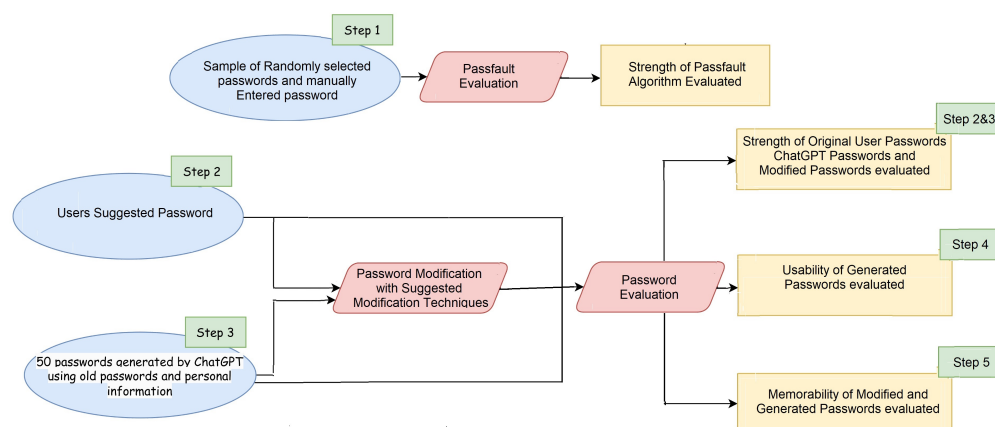 Step 1
Sample of Randomly selected
passwords and manually
Entered password
Passfault
Evaluation
Strength of Passfault
Algorithm Evaluated
Step 2&3
Strength of Original User Passwords
ChatGPT Passwords and
Modified Passwords evaluated
Step 2
Users Suggested Password
Password Modification
with Suggested
Modification Techniques
Password
Evaluation
Step 4
Usability of Generated
Passwords evaluated
Step 3
50 passwords generated by ChatGPT
using old passwords and personal
information
Step 5
Memorability of Modified and
Generated Passwords evaluated